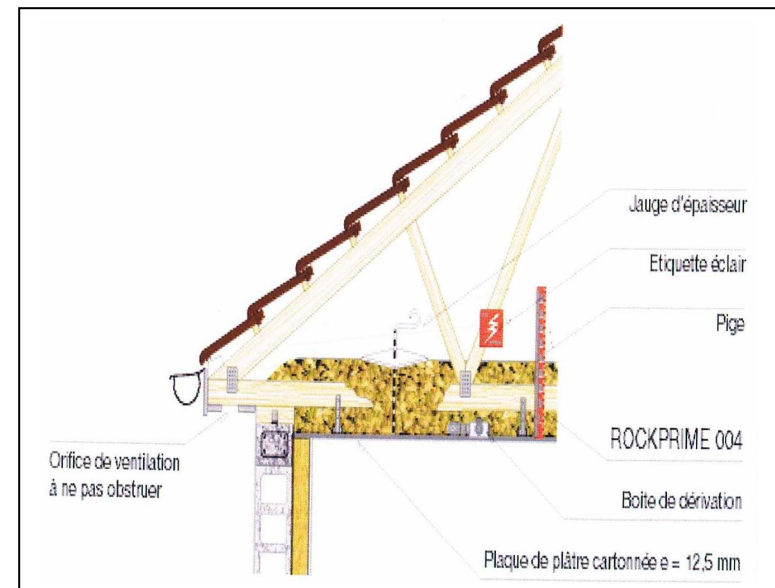 Jauge d'épaisseur
Etiquette éclair
Pige
ROCKPRIME 004
Boite de dérivation
Plaque de plâtre cartonnée e = 12,5 mm
Orifice de ventilation
à ne pas obstruer